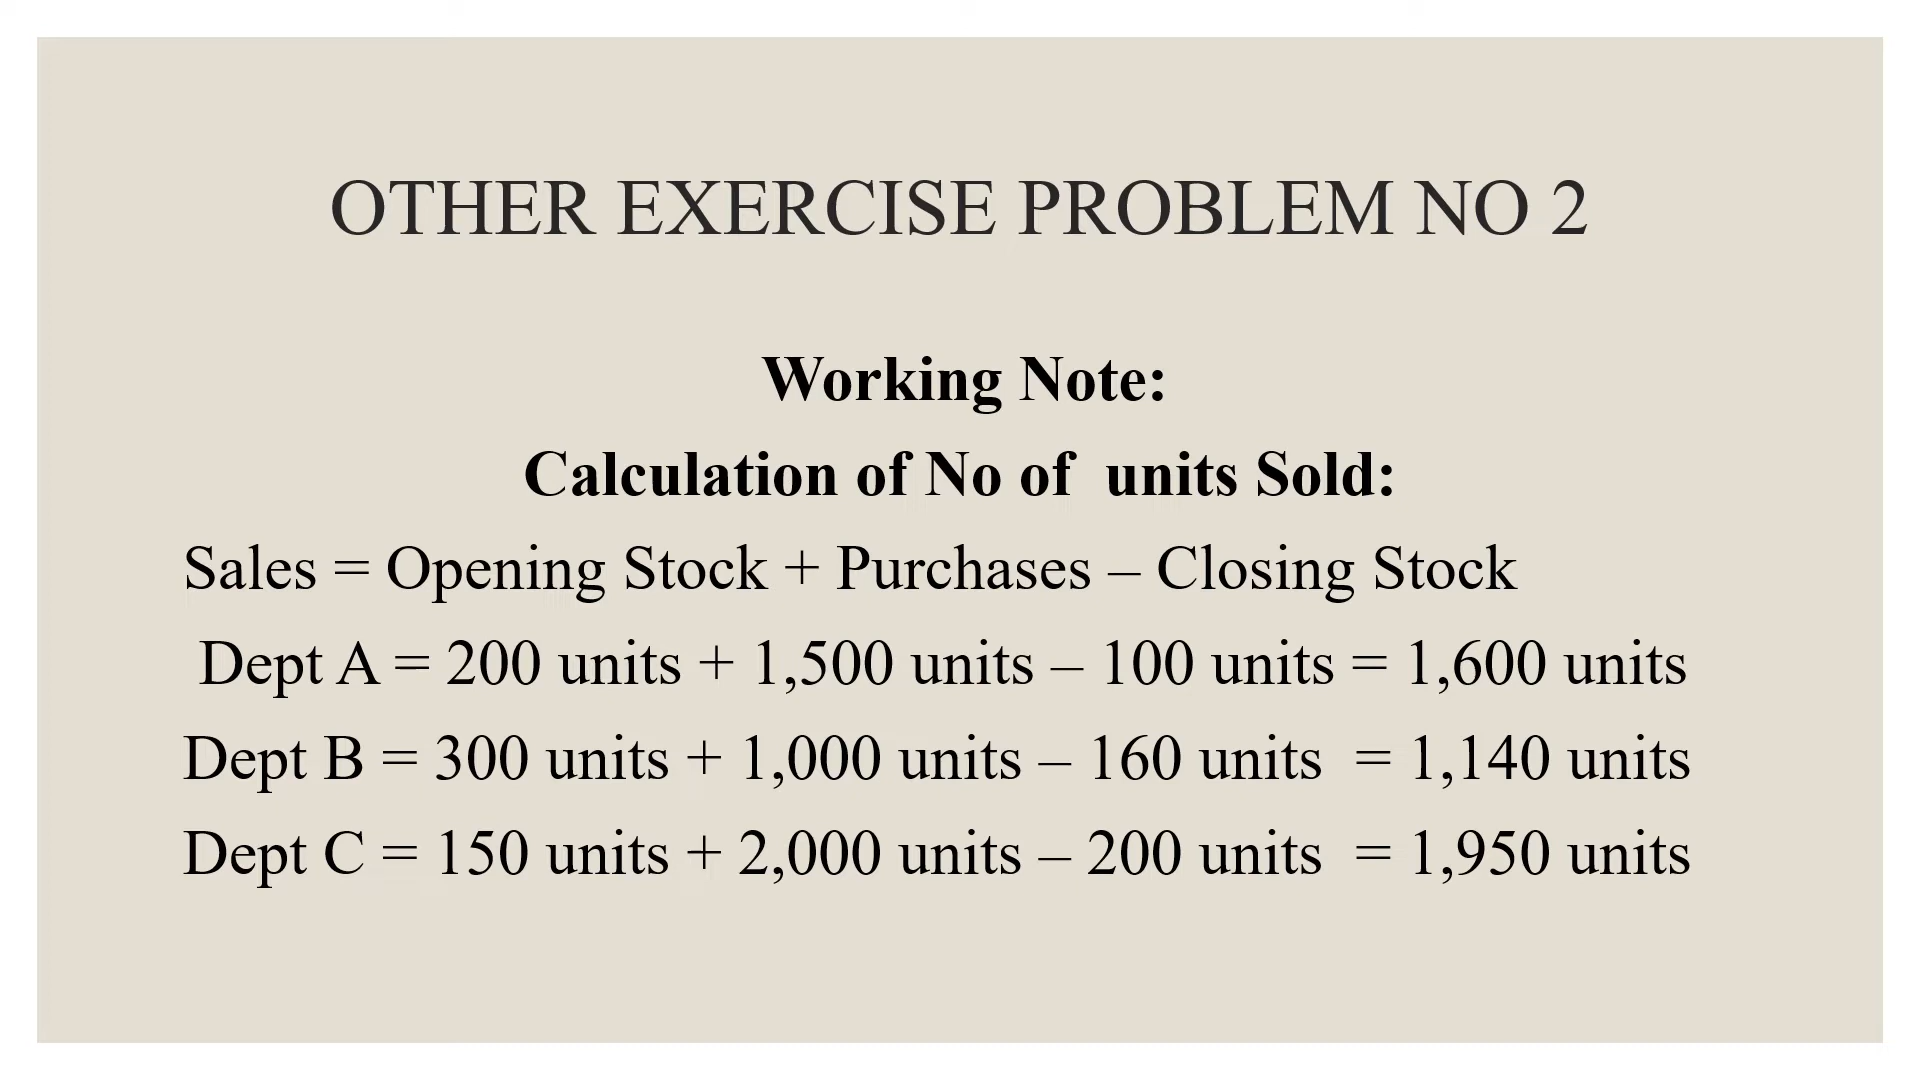 OTHER EXERCISE PROBLEM NO 2
Working Note:
Calculation of No of  units Sold:
Sales = Opening Stock + Purchases – Closing Stock
Dept A = 200 units + 1,500 units – 100 units = 1,600 units
Dept B = 300 units + 1,000 units – 160 units  = 1,140 units
Dept C = 150 units + 2,000 units – 200 units  = 1,950 units